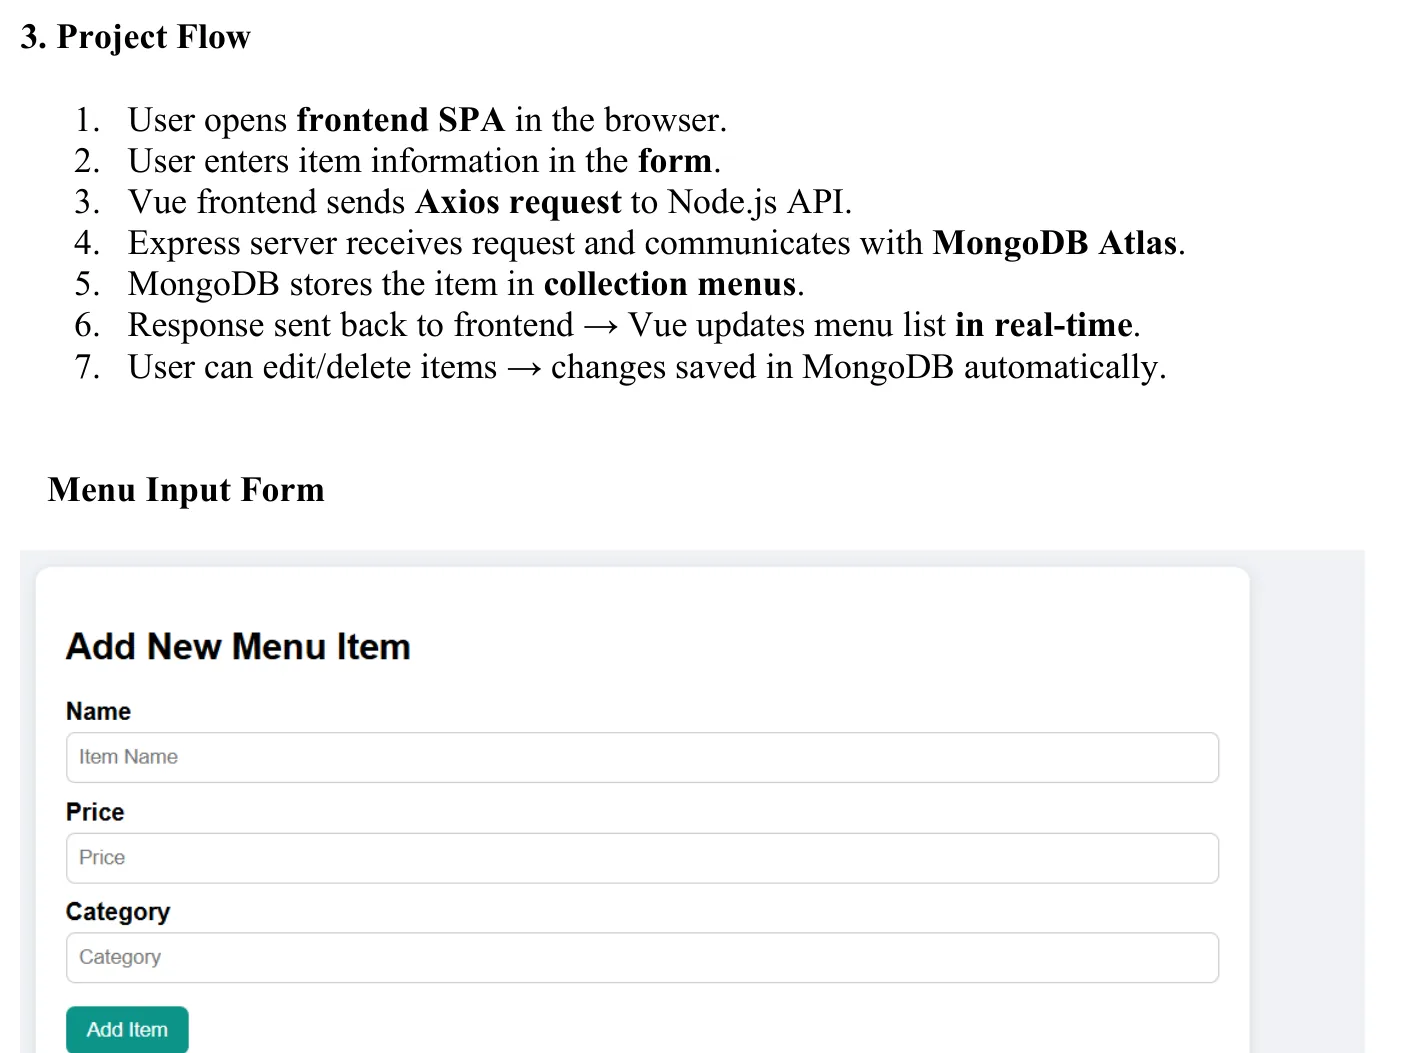 3. Project Flow
1. User opens frontend SPA in the browser.
2. User enters item information in the form.
3. Vue frontend sends Axios request to Node.js API.
4. Express server receives request and communicates with MongoDB Atlas.
5. MongoDB stores the item in collection menus.
6. Response sent back to frontend → Vue updates menu list in real-time.
7. User can edit/delete items → changes saved in MongoDB automatically.
Menu Input Form
Add New Menu Item
Name
Item Name
Price
Price
Category
Category
Add Item